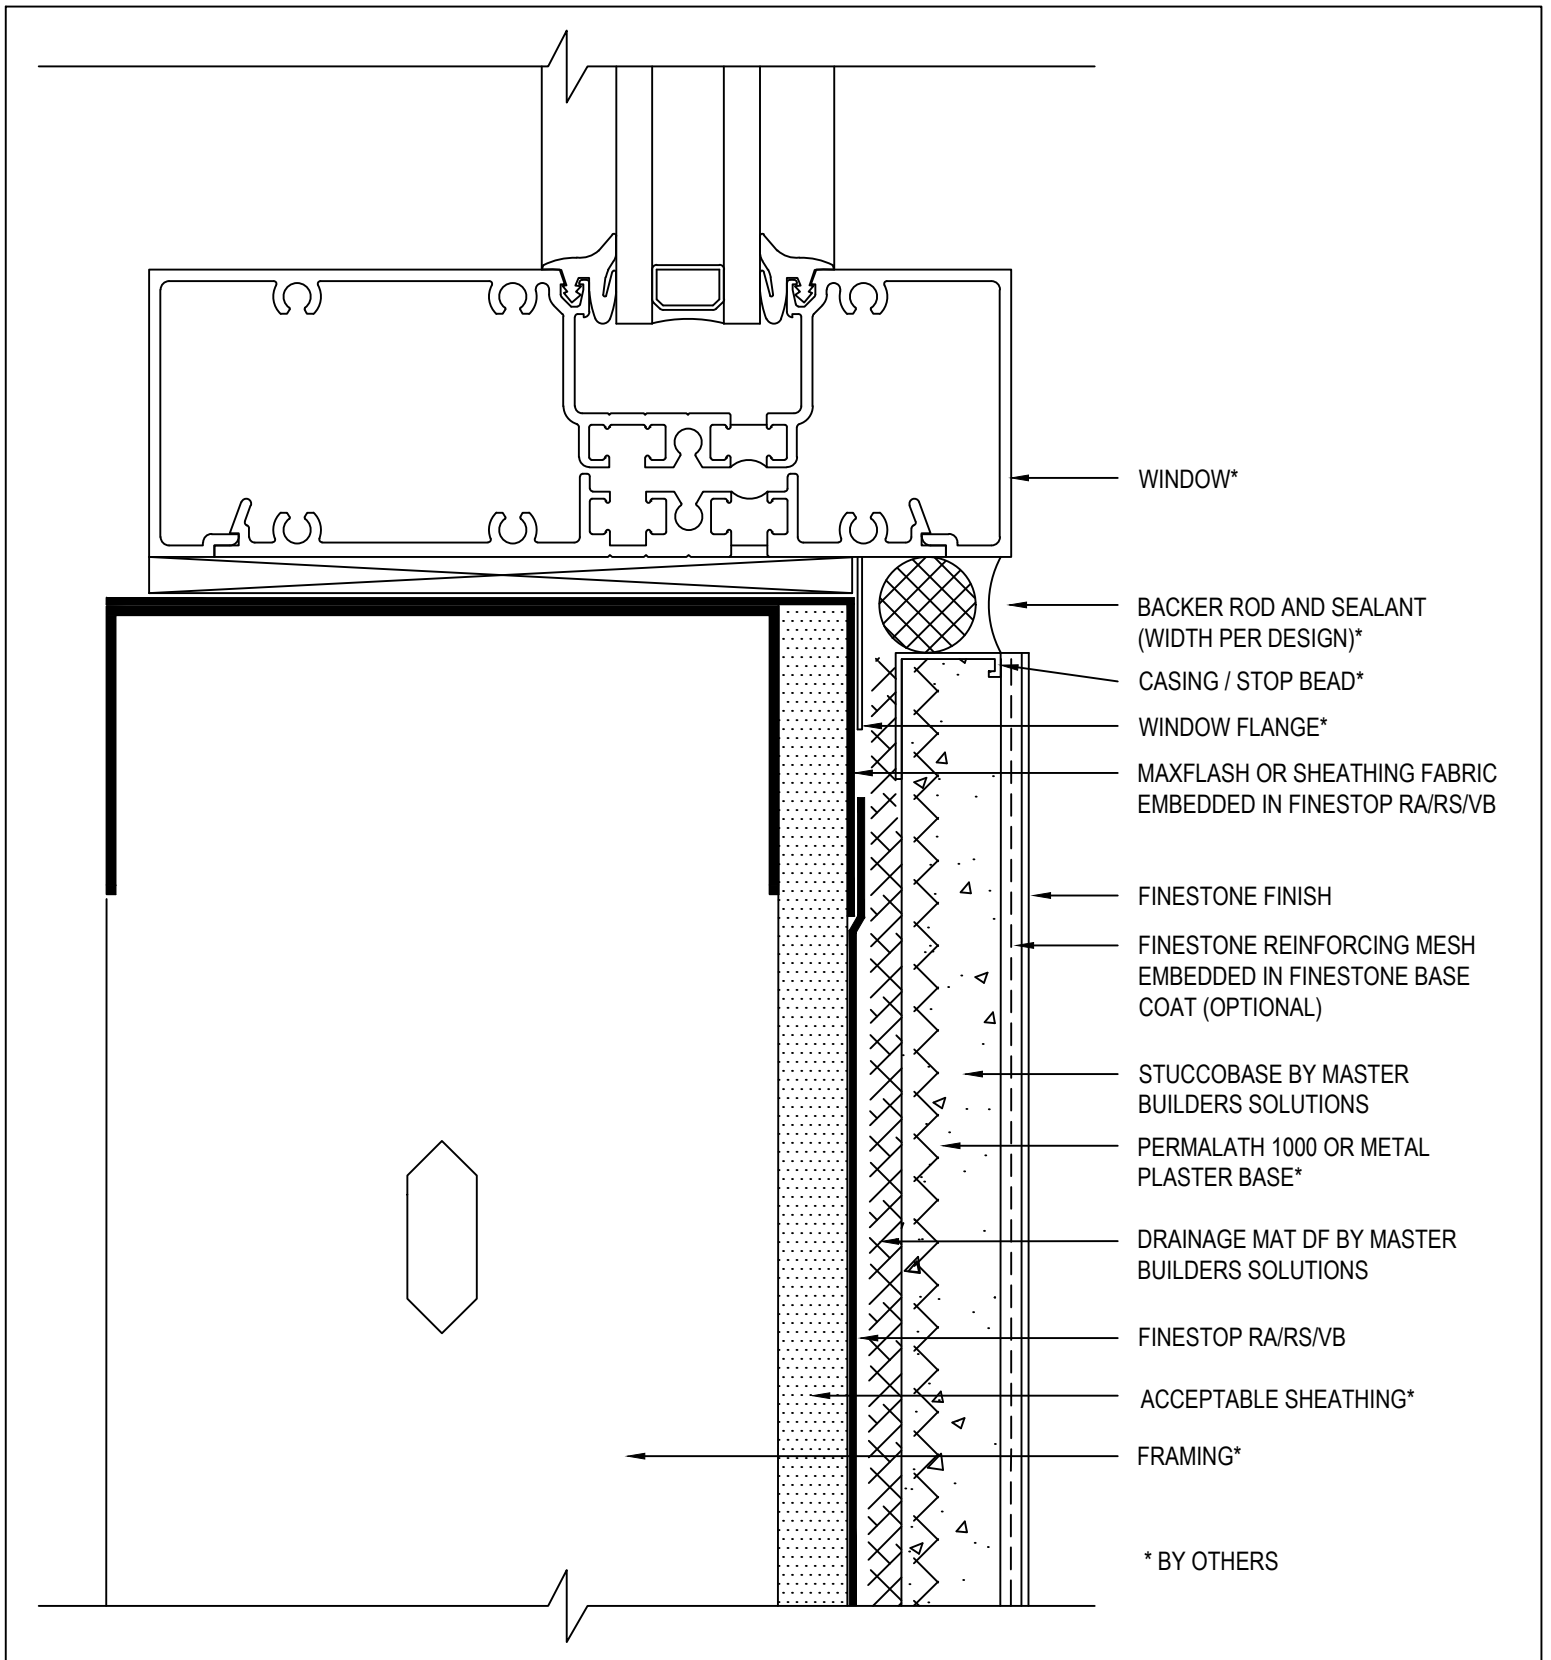 WINDOW*
BACKER ROD AND SEALANT
(WIDTH PER DESIGN)*
CASING / STOP BEAD*
WINDOW FLANGE*
MAXFLASH OR SHEATHING FABRIC
EMBEDDED IN FINESTOP RA/RS/VB
FINESTONE FINISH
FINESTONE REINFORCING MESH
EMBEDDED IN FINESTONE BASE
COAT (OPTIONAL)
STUCCOBASE BY MASTER
BUILDERS SOLUTIONS
PERMALATH 1000 OR METAL
PLASTER BASE*
DRAINAGE MAT DF BY MASTER
BUILDERS SOLUTIONS
FINESTOP RA/RS/VB
ACCEPTABLE SHEATHING*
FRAMING*
* BY OTHERS